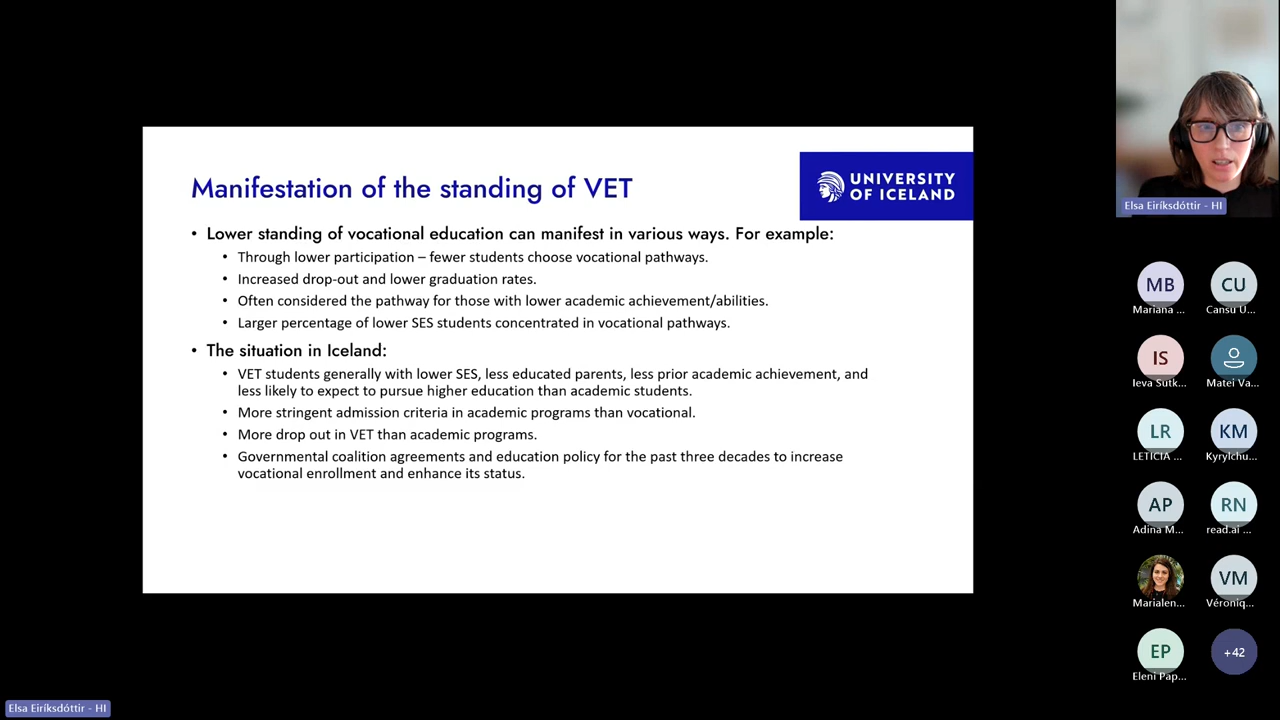 Manifestation of the standing of VET
UNIVERSITY
OF ICELAND
• Lower standing of vocational education can manifest in various ways. For example:
• Through lower participation – fewer students choose vocational pathways.
• Increased drop-out and lower graduation rates.
• Often considered the pathway for those with lower academic achievement/abilities.
• Larger percentage of lower SES students concentrated in vocational pathways.
• The situation in Iceland:
• VET students generally with lower SES, less educated parents, less prior academic achievement, and
less likely to expect to pursue higher education than academic students.
• More stringent admission criteria in academic programs than vocational.
• More drop out in VET than academic programs.
• Governmental coalition agreements and education policy for the past three decades to increase
vocational enrollment and enhance its status.
Elsa Eiríksdóttir - HI
MB
CU
Mariana ...
Cansu U...
IS
Ieva Sutk...
Matei Va...
LR
KM
LETICIA ...
Kyrylchu...
AP
RN
Adina M...
read.ai ...
VM
Marialen...
Véroniq...
EP
+42
Eleni Pap...
Elsa Eiríksdóttir - HI